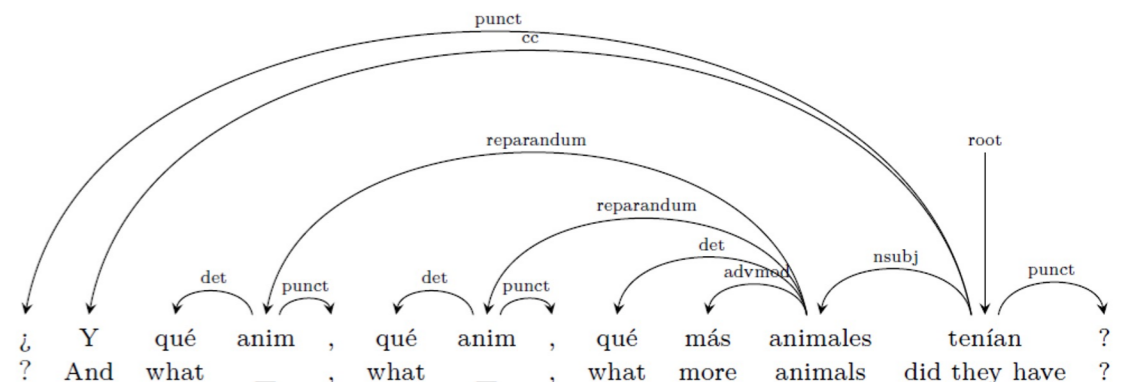 punct
cc
reparandum
root
reparandum
det
nsubj
advmod
det
punct
det
punct
punct
¿ Y qué anim , qué anim , qué más animales tenían ?
? And what _ , what _ , what more animals did they have ?